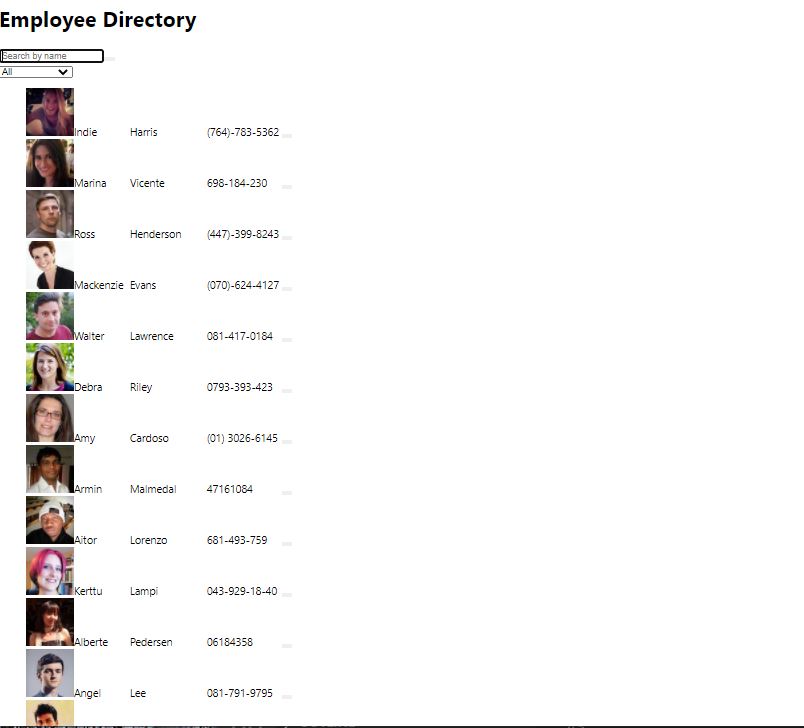 Employee Directory
Search by name
All
Indie Harris (764)-783-5362
Marina Vicente 698-184-230
Ross Henderson (447)-399-8243
Mackenzie Evans (070)-624-4127
Walter Lawrence 081-417-0184
Debra Riley 0793-393-423
Amy Cardoso (01) 3026-6145
Armin Malmedal 47161084
Aitor Lorenzo 681-493-759
Kerttu Lampi 043-929-18-40
Alberte Pedersen 06184358
Angel Lee 081-791-9795